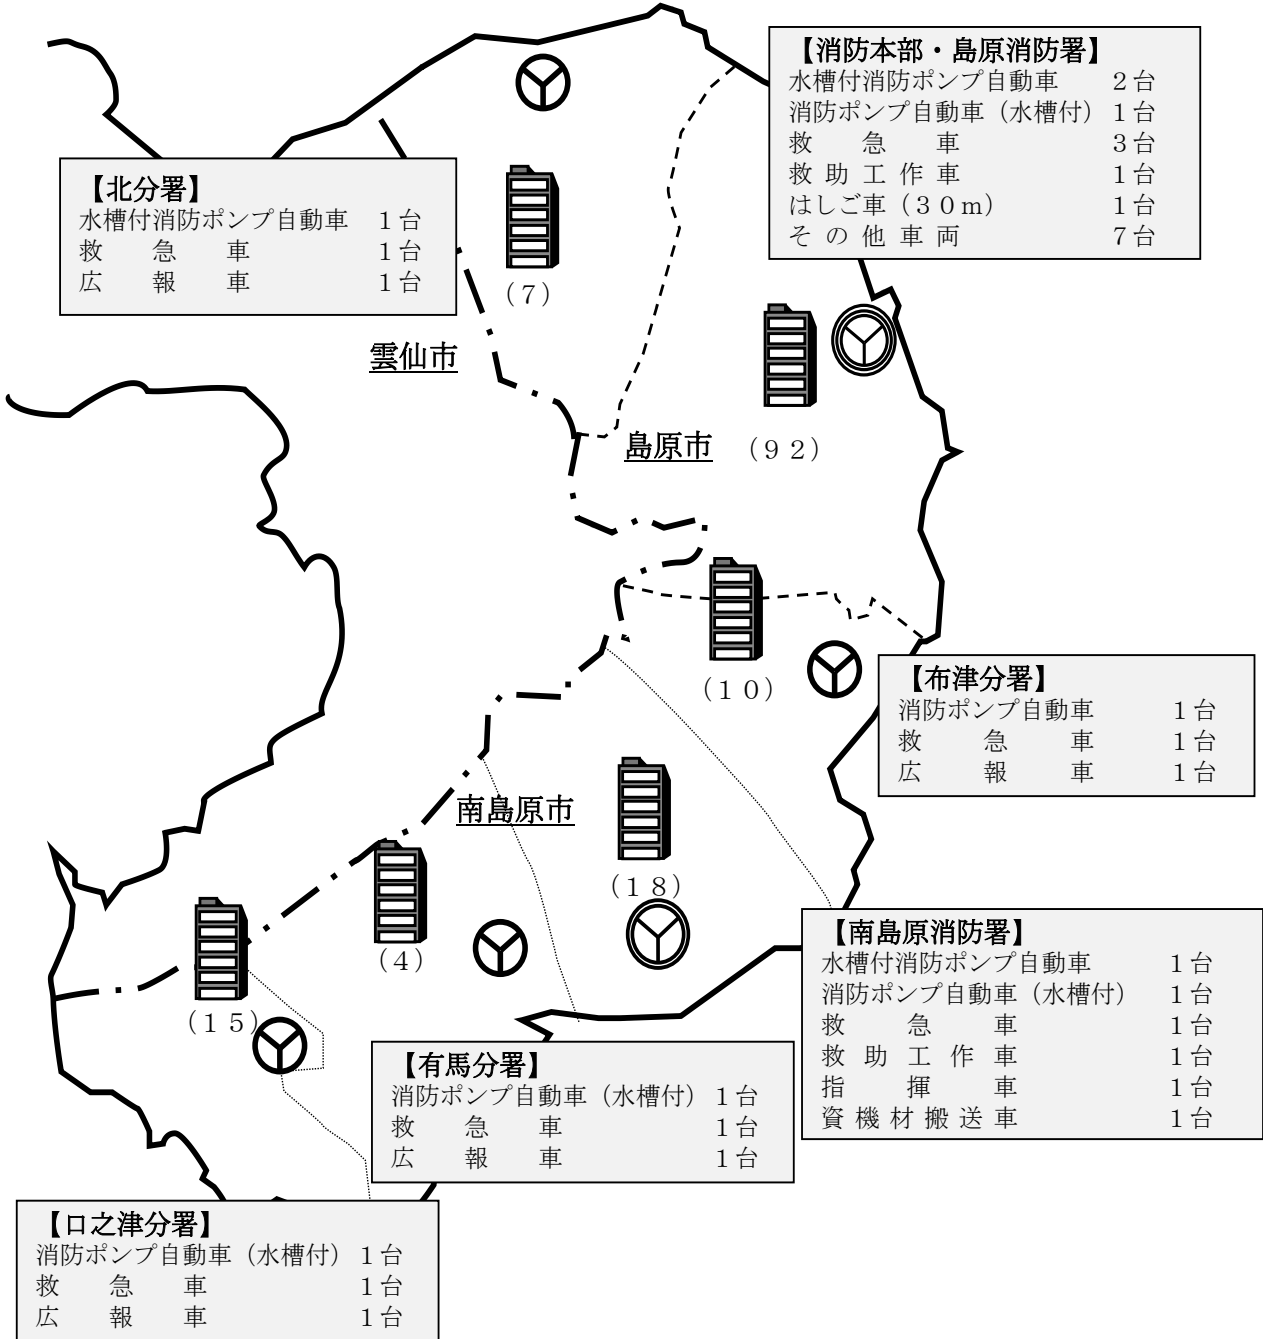 【消防本部・島原消防署】
水槽付消防ポンプ自動車 2台
消防ポンプ自動車(水槽付) 1台
救急車 3台
救助工作車 1台
はしご車(30m) 1台
その他車両 7台
【北分署】
水槽付消防ポンプ自動車 1台
救急車 1台
広報車 1台
(7)
雲仙市
島原市
(92)
(10)
【布津分署】
消防ポンプ自動車 1台
救急車 1台
広報車 1台
南島原市
(18)
(4)
(15)
【南島原消防署】
水槽付消防ポンプ自動車 1台
消防ポンプ自動車(水槽付) 1台
救急車 1台
救助工作車 1台
指揮車 1台
資機材搬送車 1台
【有馬分署】
消防ポンプ自動車(水槽付) 1台
救急車 1台
広報車 1台
【口之津分署】
消防ポンプ自動車(水槽付) 1台
救急車 1台
広報車 1台